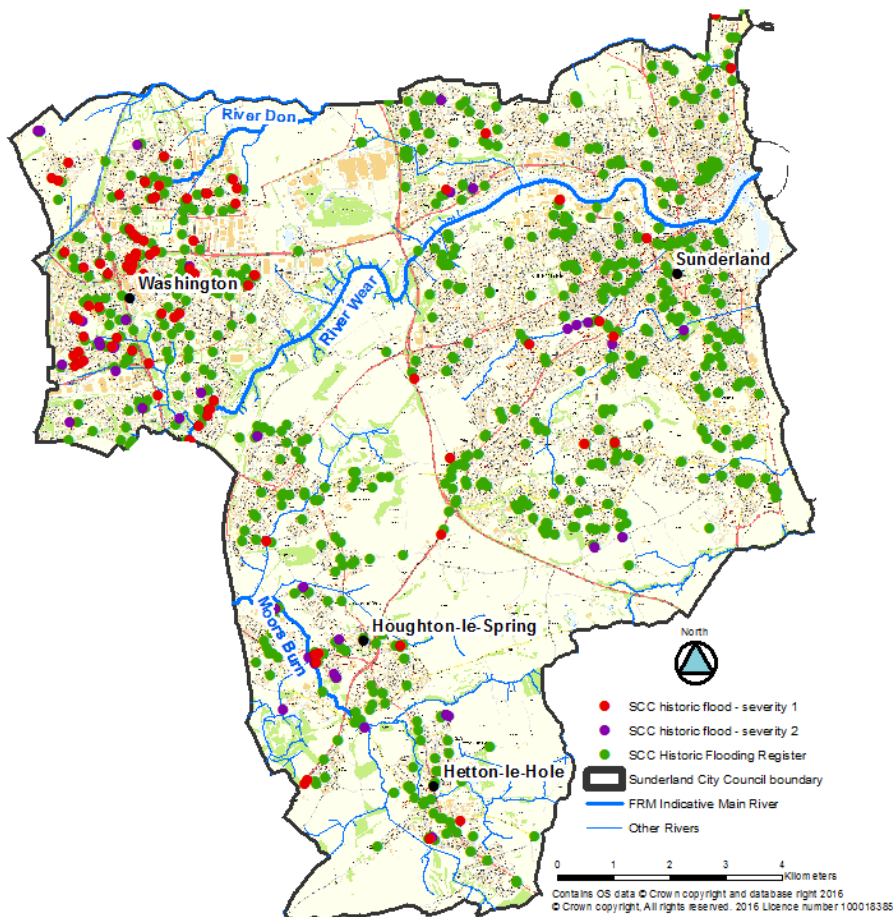 River Don
Sunderland
Washington
River Wear
Moors Burn
Houghton-le-Spring
North
SCC historic flood - severity 1
SCC historic flood - severity 2
SCC Historic Flooding Register
Hetton-le-Hole
Sunderland City Council boundary
FRM Indicative Main River
Other Rivers
0 1 2 3 4
Kilometers
Contains OS data © Crown copyright and database right 2016
© Crown copyright, All rights reserved. 2016 Licence number 100018385.